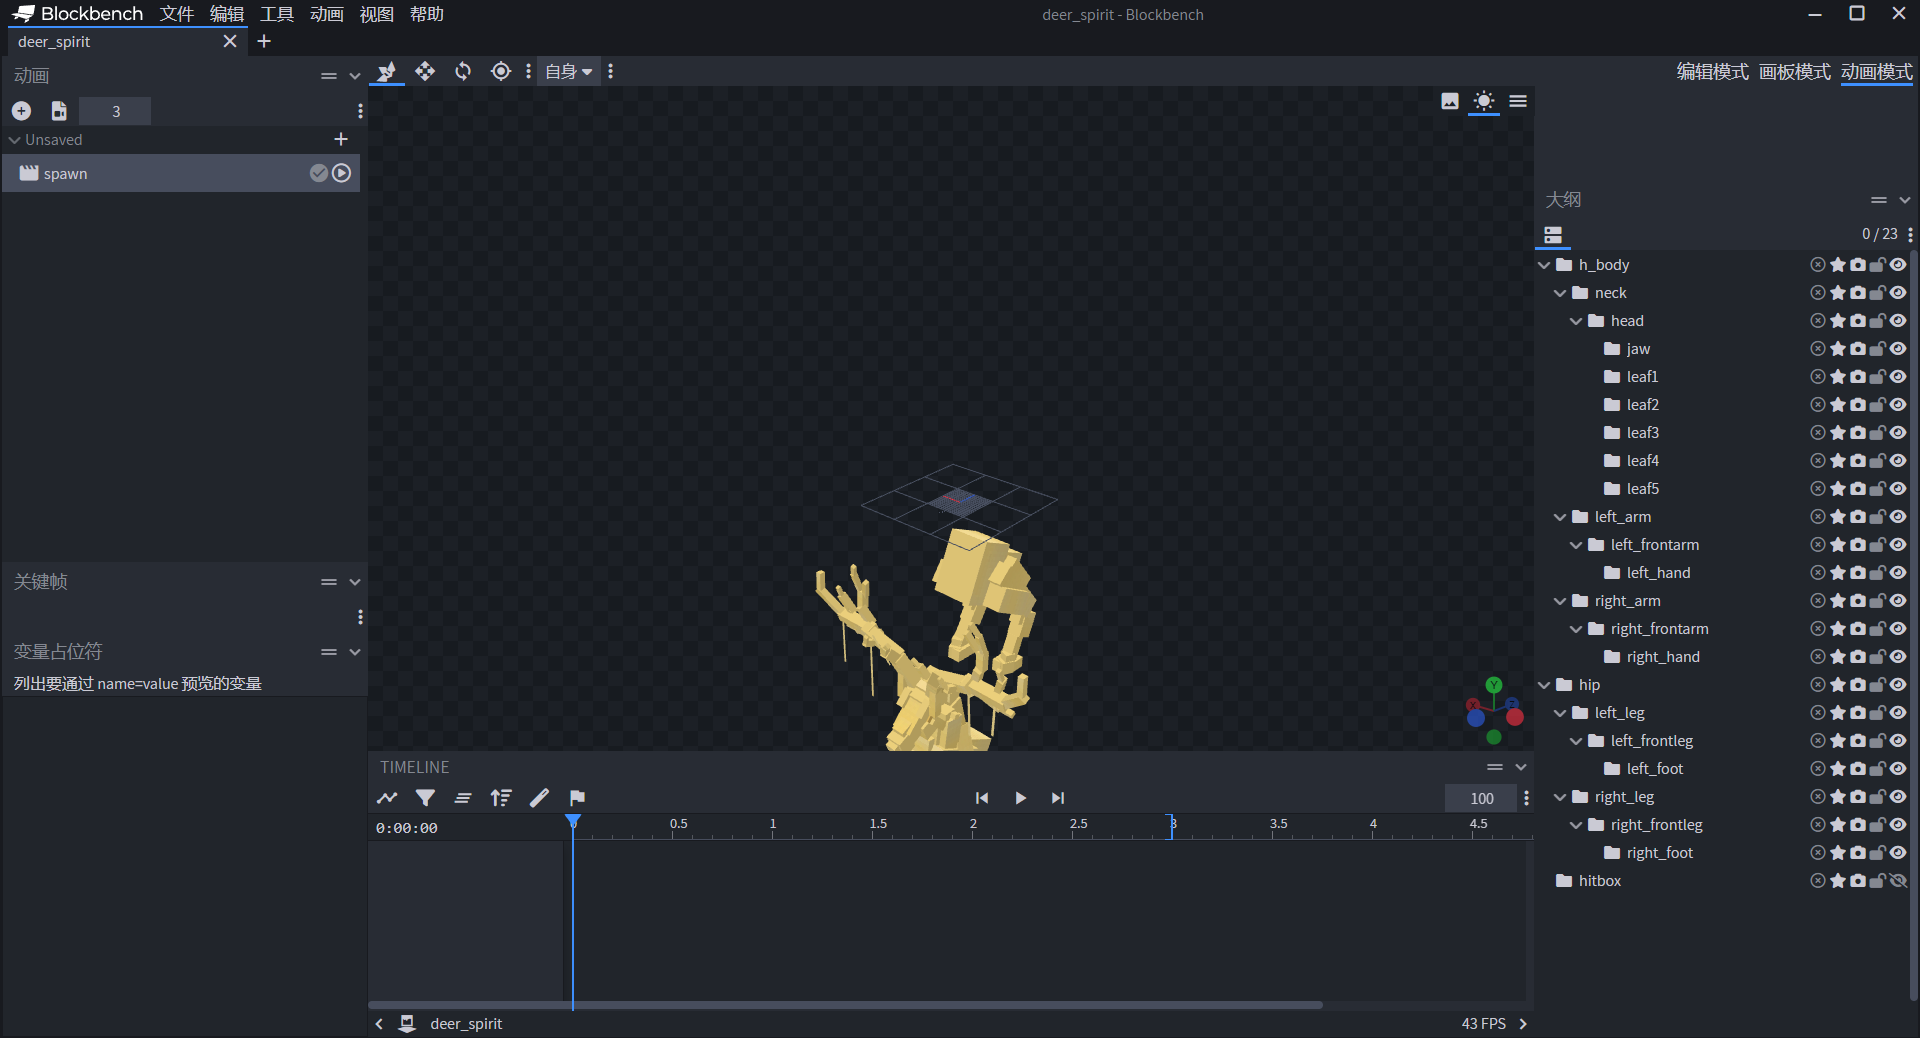 Blockbench 文件 编辑 工具 动画 视图 帮助
deer_spirit - Blockbench
deer_spirit
动画
自身
编辑模式 画板模式 动画模式
3
Unsaved
spawn
大纲
0 / 23
h_body
neck
head
jaw
leaf1
leaf2
leaf3
leaf4
leaf5
left_arm
left_frontarm
left_hand
right_arm
right_frontarm
right_hand
hip
left_leg
left_frontleg
left_foot
right_leg
right_frontleg
right_foot
hitbox
关键帧
变量占位符
列出要通过 name=value 预览的变量
Y
TIMELINE
100
0:00:00
0 0.5 1 1.5 2 2.5 3 3.5 4 4.5
deer_spirit
43 FPS